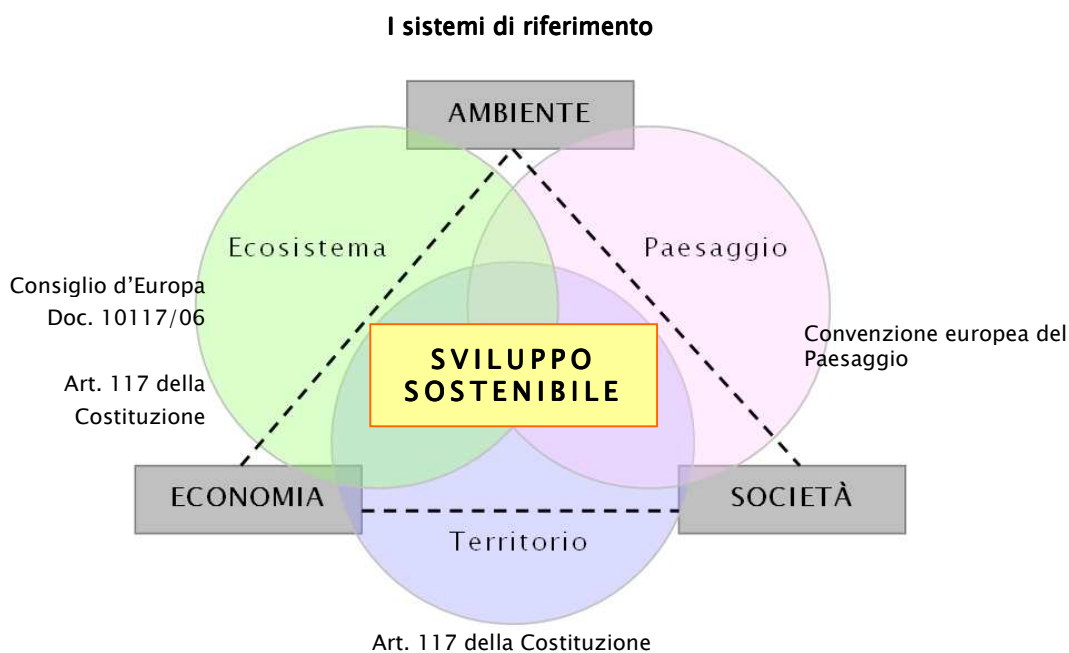 I sistemi di riferimento
AMBIENTE
Ecosistema
Paesaggio
Consiglio d’Europa
Doc. 10117/06
Convenzione europea del
Paesaggio
SVILUPPO
SOSTENIBILE
Art. 117 della
Costituzione
ECONOMIA
SOCIETÀ
Territorio
Art. 117 della Costituzione